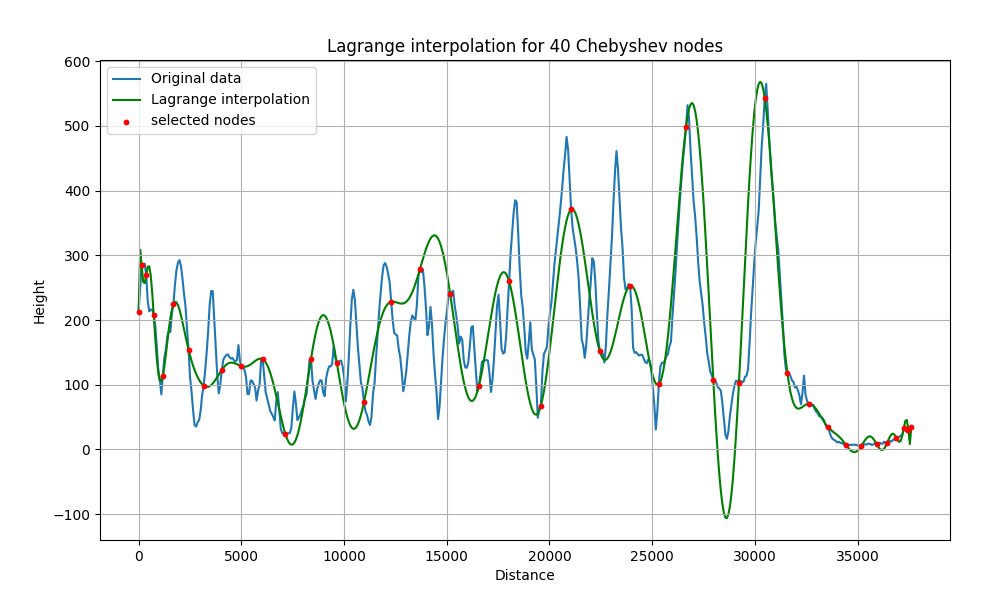 Lagrange interpolation for 40 Chebyshev nodes
Original data
Lagrange interpolation
selected nodes
600
500
400
300
200
100
0
−100
Height
0 5000 10000 15000 20000 25000 30000 35000
Distance